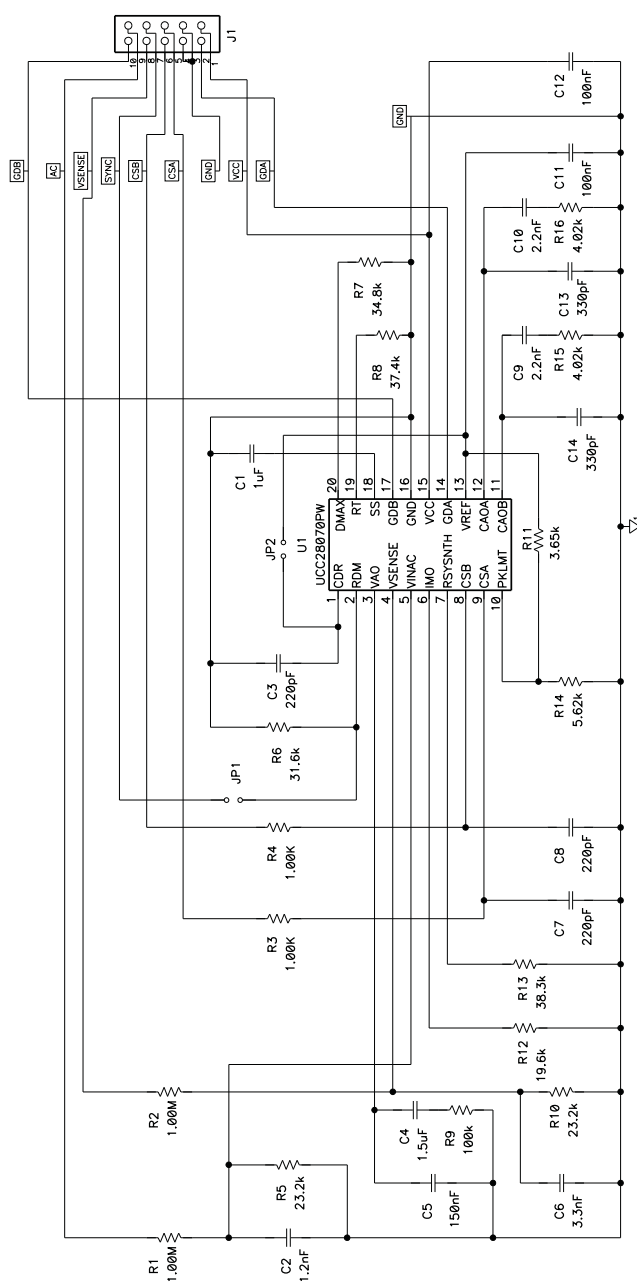 J1
10
9
8
7
6
5
4
3
2
1
GDB
AC
VSENSE
SYNC
CSB
CSA
GND
VCC
GDA
GND
C12
100nF
C11
100nF
C10
2.2nF
R16
4.02k
C13
330pF
R7
34.8k
R8
37.4k
C9
2.2nF
R15
4.02k
C14
330pF
C1
1uF
JP2
U1
UCC28070PW
20
19
18
17
16
15
14
13
12
11
DMAX
RT
SS
GDB
GND
VCC
GDA
VREF
CAOA
CAOB
CDR
RDM
VAO
VSENSE
VINAC
IMO
RSYSNTH
CSB
CSA
PKLMT
1
2
3
4
5
6
7
8
9
10
R11
3.65k
C3
220pF
R6
31.6k
JP1
R14
5.62k
R4
1.00K
C8
220pF
R3
1.00K
C7
220pF
R13
38.3k
R12
19.6k
R2
1.00M
C4
1.5uF
R9
100k
R10
23.2k
R5
23.2k
C5
150nF
C6
3.3nF
R1
1.00M
C2
1.2nF